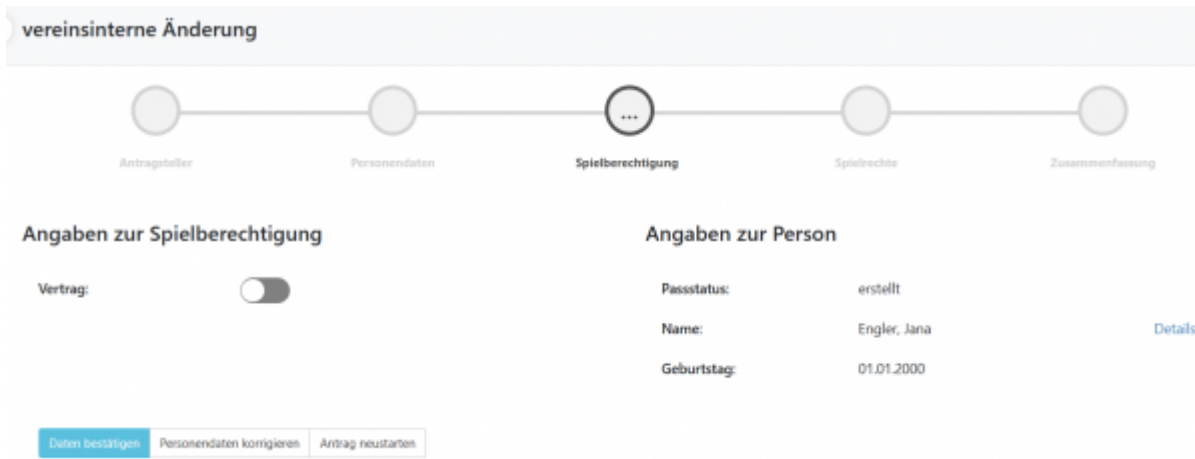 vereinsinterne Änderung
...
Antragsteller Personendaten Spielberechtigung Spielrechte Zusammenfassung
Angaben zur Spielberechtigung
Vertrag:
Angaben zur Person
Passstatus: erstellt
Name: Engler, Jana Details
Geburtstag: 01.01.2000
Daten bestätigen Personendaten korrigieren Antrag neustarten